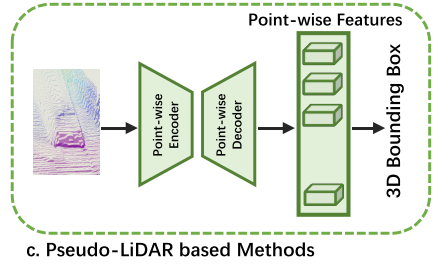 Point-wise Features
Point-wise
Encoder
Point-wise
Decoder
3D Bounding Box
c. Pseudo-LiDAR based Methods